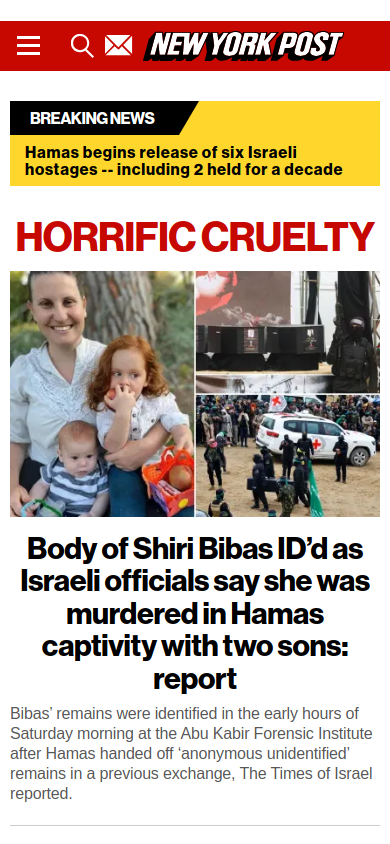 NEW YORK POST
BREAKING NEWS
Hamas begins release of six Israeli
hostages -- including 2 held for a decade
HORRIFIC CRUELTY
Body of Shiri Bibas ID’d as
Israeli officials say she was
murdered in Hamas
captivity with two sons:
report
Bibas’ remains were identified in the early hours of
Saturday morning at the Abu Kabir Forensic Institute
after Hamas handed off ‘anonymous unidentified’
remains in a previous exchange, The Times of Israel
reported.